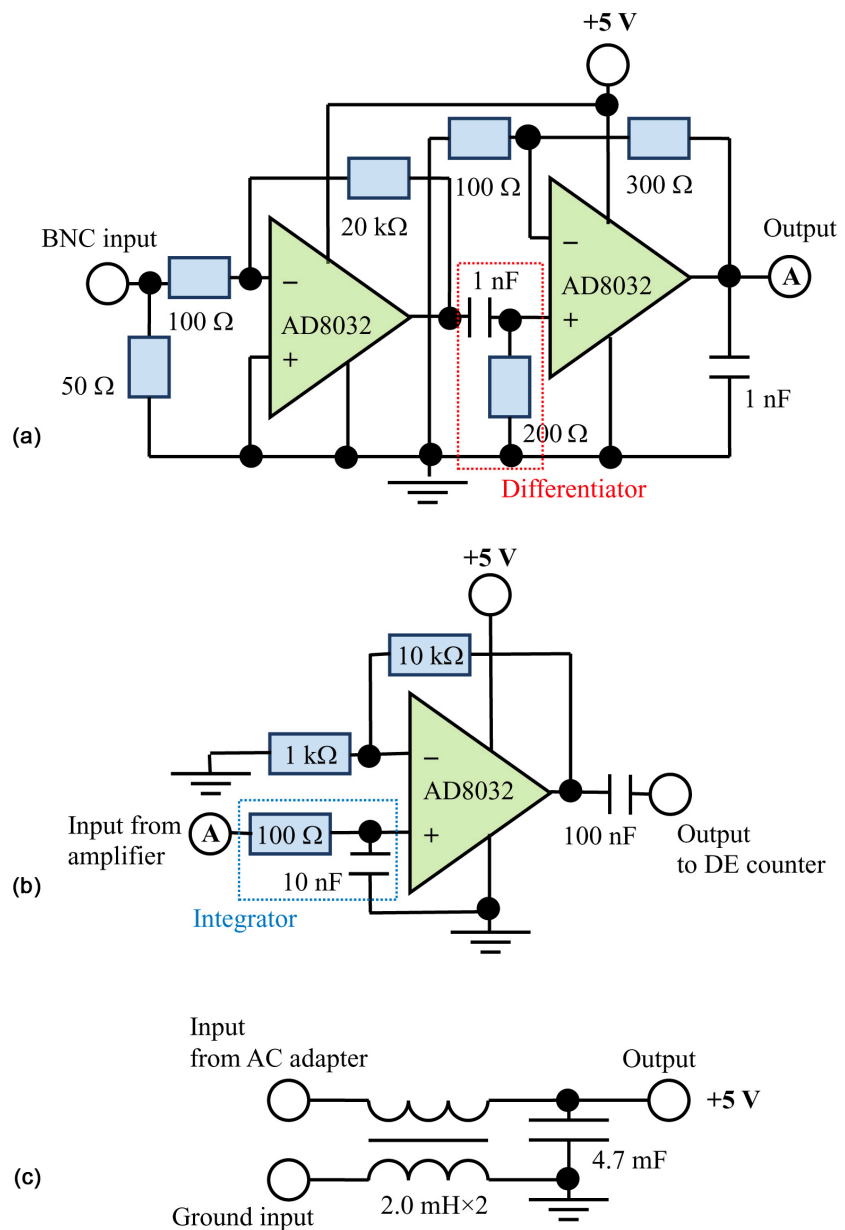 +5 V
100 Ω
300 Ω
20 kΩ
BNC input
Output
A
1 nF
−
−
100 Ω
AD8032
AD8032
+
+
50 Ω
1 nF
200 Ω
(a)
Differentiator
+5 V
10 kΩ
1 kΩ
−
AD8032
Input from
amplifier
A
100 Ω
+
100 nF
Output
to DE counter
10 nF
(b)
Integrator
Input
from AC adapter
Output
+5 V
4.7 mF
(c)
Ground input
2.0 mH×2